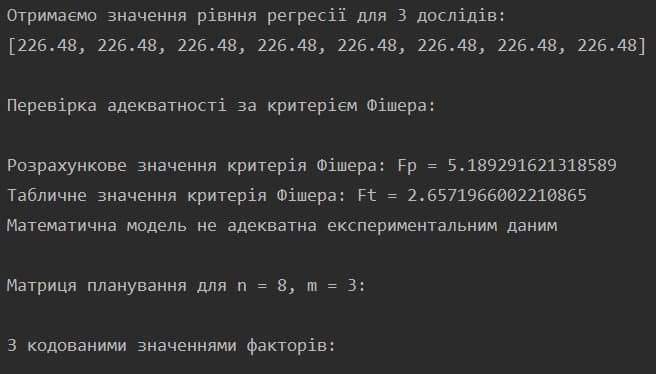 Отримаємо значення рівння регресії для 3 дослідів:
[226.48, 226.48, 226.48, 226.48, 226.48, 226.48, 226.48, 226.48]
Перевірка адекватності за критерієм Фішера:
Розрахункове значення критерія Фішера: Fp = 5.189291621318589
Табличне значення критерія Фішера: Ft = 2.6571966002210865
Математична модель не адекватна експериментальним даним
Матриця планування для n = 8, m = 3:
З кодованими значеннями факторів: